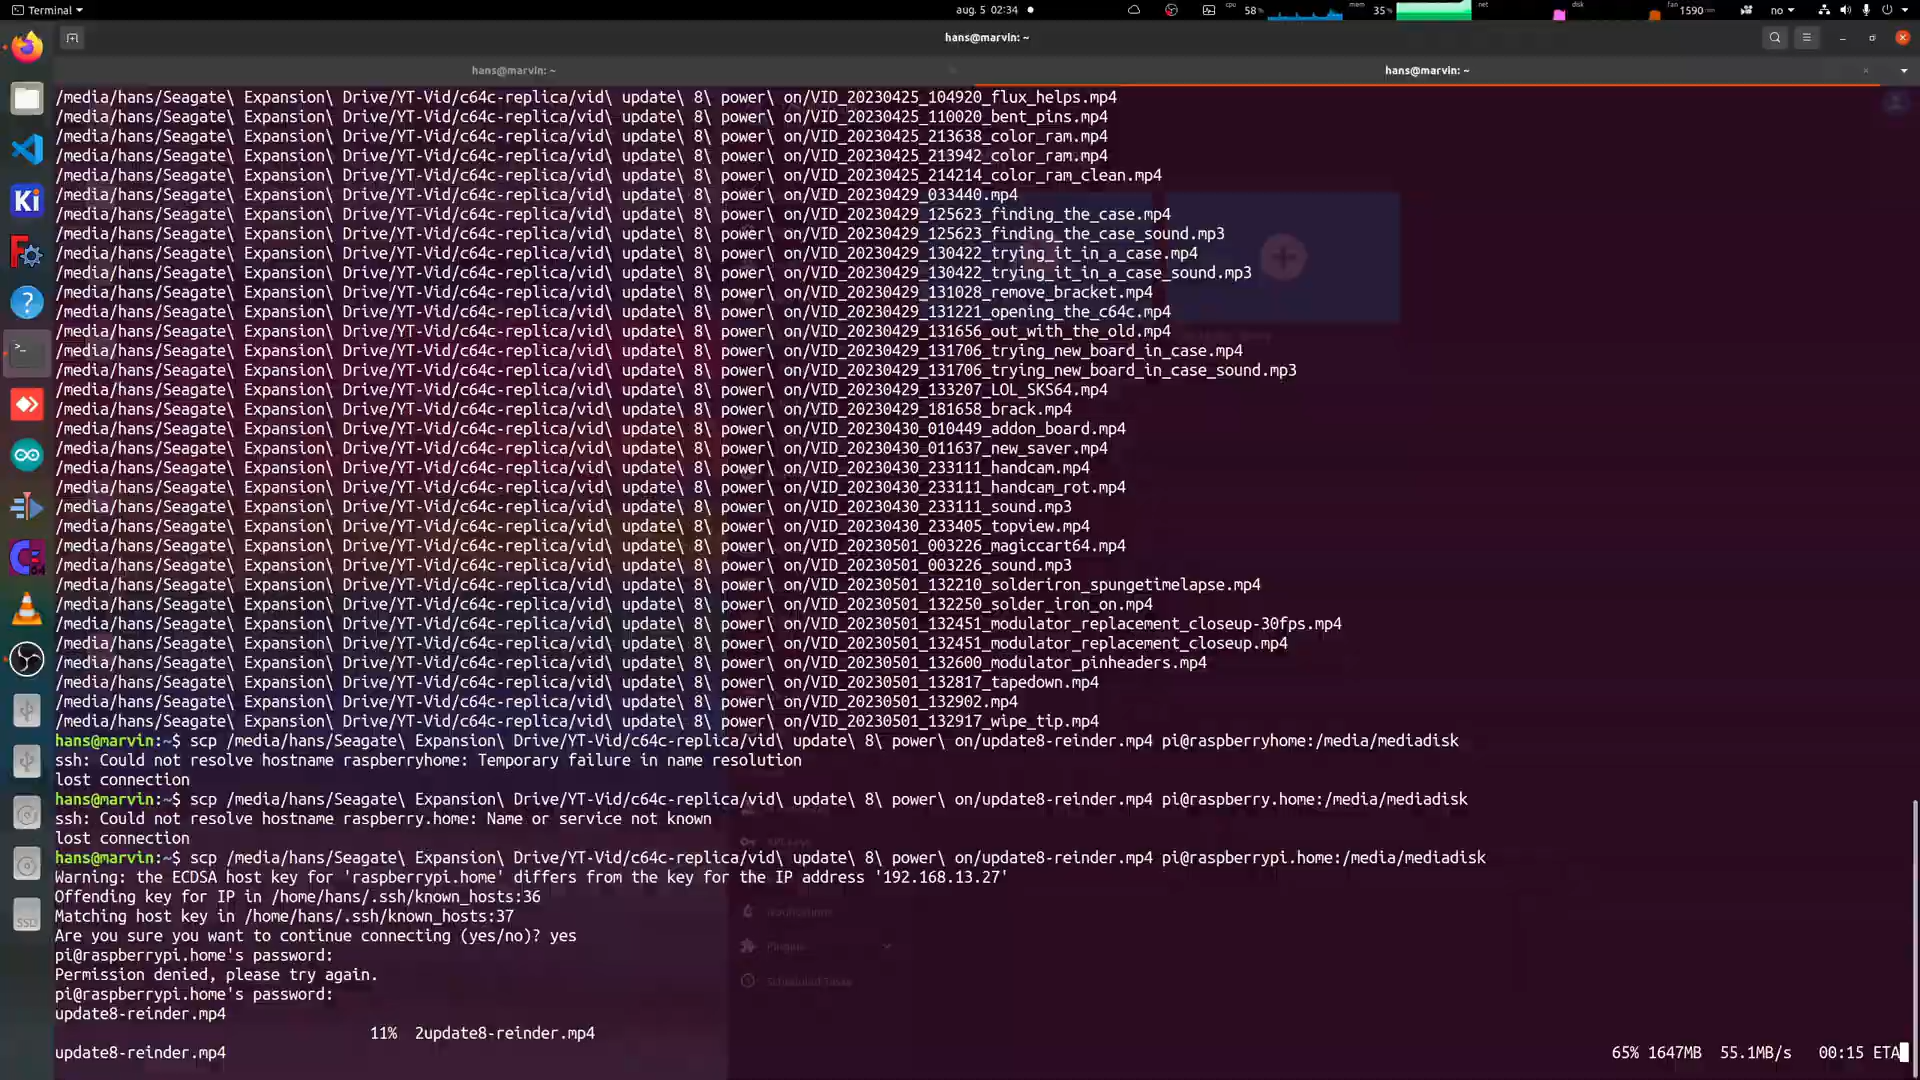 Terminal
aug. 5 02:34
cpu
58 %
mem
35%
net
disk
fan
1590
no
hans@marvin: ~
hans@marvin: ~
hans@marvin: ~
/media/hans/Seagate\ Expansion\ Drive/YT-Vid/c64c-replica/vid\ update\ 8\ power\ on/VID_20230425_104920_flux_helps.mp4
/media/hans/Seagate\ Expansion\ Drive/YT-Vid/c64c-replica/vid\ update\ 8\ power\ on/VID_20230425_110020_bent_pins.mp4
/media/hans/Seagate\ Expansion\ Drive/YT-Vid/c64c-replica/vid\ update\ 8\ power\ on/VID_20230425_213638_color_ram.mp4
/media/hans/Seagate\ Expansion\ Drive/YT-Vid/c64c-replica/vid\ update\ 8\ power\ on/VID_20230425_213942_color_ram.mp4
/media/hans/Seagate\ Expansion\ Drive/YT-Vid/c64c-replica/vid\ update\ 8\ power\ on/VID_20230425_214214_color_ram_clean.mp4
/media/hans/Seagate\ Expansion\ Drive/YT-Vid/c64c-replica/vid\ update\ 8\ power\ on/VID_20230429_033440.mp4
/media/hans/Seagate\ Expansion\ Drive/YT-Vid/c64c-replica/vid\ update\ 8\ power\ on/VID_20230429_125623_finding_the_case.mp4
/media/hans/Seagate\ Expansion\ Drive/YT-Vid/c64c-replica/vid\ update\ 8\ power\ on/VID_20230429_125623_finding_the_case_sound.mp3
/media/hans/Seagate\ Expansion\ Drive/YT-Vid/c64c-replica/vid\ update\ 8\ power\ on/VID_20230429_130422_trying_it_in_a_case.mp4
/media/hans/Seagate\ Expansion\ Drive/YT-Vid/c64c-replica/vid\ update\ 8\ power\ on/VID_20230429_130422_trying_it_in_a_case_sound.mp3
/media/hans/Seagate\ Expansion\ Drive/YT-Vid/c64c-replica/vid\ update\ 8\ power\ on/VID_20230429_131028_remove_bracket.mp4
/media/hans/Seagate\ Expansion\ Drive/YT-Vid/c64c-replica/vid\ update\ 8\ power\ on/VID_20230429_131221_opening_the_c64c.mp4
/media/hans/Seagate\ Expansion\ Drive/YT-Vid/c64c-replica/vid\ update\ 8\ power\ on/VID_20230429_131656_out_with_the_old.mp4
/media/hans/Seagate\ Expansion\ Drive/YT-Vid/c64c-replica/vid\ update\ 8\ power\ on/VID_20230429_131706_trying_new_board_in_case.mp4
/media/hans/Seagate\ Expansion\ Drive/YT-Vid/c64c-replica/vid\ update\ 8\ power\ on/VID_20230429_131706_trying_new_board_in_case_sound.mp3
/media/hans/Seagate\ Expansion\ Drive/YT-Vid/c64c-replica/vid\ update\ 8\ power\ on/VID_20230429_133207_LOL_SKS64.mp4
/media/hans/Seagate\ Expansion\ Drive/YT-Vid/c64c-replica/vid\ update\ 8\ power\ on/VID_20230429_181658_brack.mp4
/media/hans/Seagate\ Expansion\ Drive/YT-Vid/c64c-replica/vid\ update\ 8\ power\ on/VID_20230430_010449_addon_board.mp4
/media/hans/Seagate\ Expansion\ Drive/YT-Vid/c64c-replica/vid\ update\ 8\ power\ on/VID_20230430_011637_new_saver.mp4
/media/hans/Seagate\ Expansion\ Drive/YT-Vid/c64c-replica/vid\ update\ 8\ power\ on/VID_20230430_233111_handcam.mp4
/media/hans/Seagate\ Expansion\ Drive/YT-Vid/c64c-replica/vid\ update\ 8\ power\ on/VID_20230430_233111_handcam_rot.mp4
/media/hans/Seagate\ Expansion\ Drive/YT-Vid/c64c-replica/vid\ update\ 8\ power\ on/VID_20230430_233111_sound.mp3
/media/hans/Seagate\ Expansion\ Drive/YT-Vid/c64c-replica/vid\ update\ 8\ power\ on/VID_20230430_233405_topview.mp4
/media/hans/Seagate\ Expansion\ Drive/YT-Vid/c64c-replica/vid\ update\ 8\ power\ on/VID_20230501_003226_magiccart64.mp4
/media/hans/Seagate\ Expansion\ Drive/YT-Vid/c64c-replica/vid\ update\ 8\ power\ on/VID_20230501_003226_sound.mp3
/media/hans/Seagate\ Expansion\ Drive/YT-Vid/c64c-replica/vid\ update\ 8\ power\ on/VID_20230501_132210_solderiron_spungetimelapse.mp4
/media/hans/Seagate\ Expansion\ Drive/YT-Vid/c64c-replica/vid\ update\ 8\ power\ on/VID_20230501_132250_solder_iron_on.mp4
/media/hans/Seagate\ Expansion\ Drive/YT-Vid/c64c-replica/vid\ update\ 8\ power\ on/VID_20230501_132451_modulator_replacement_closeup-30fps.mp4
/media/hans/Seagate\ Expansion\ Drive/YT-Vid/c64c-replica/vid\ update\ 8\ power\ on/VID_20230501_132451_modulator_replacement_closeup.mp4
/media/hans/Seagate\ Expansion\ Drive/YT-Vid/c64c-replica/vid\ update\ 8\ power\ on/VID_20230501_132600_modulator_pinheaders.mp4
/media/hans/Seagate\ Expansion\ Drive/YT-Vid/c64c-replica/vid\ update\ 8\ power\ on/VID_20230501_132817_tapedown.mp4
/media/hans/Seagate\ Expansion\ Drive/YT-Vid/c64c-replica/vid\ update\ 8\ power\ on/VID_20230501_132902.mp4
/media/hans/Seagate\ Expansion\ Drive/YT-Vid/c64c-replica/vid\ update\ 8\ power\ on/VID_20230501_132917_wipe_tip.mp4
hans@marvin:~$ scp /media/hans/Seagate\ Expansion\ Drive/YT-Vid/c64c-replica/vid\ update\ 8\ power\ on/update8-reinder.mp4 pi@raspberryhome:/media/mediadisk
ssh: Could not resolve hostname raspberryhome: Temporary failure in name resolution
lost connection
hans@marvin:~$ scp /media/hans/Seagate\ Expansion\ Drive/YT-Vid/c64c-replica/vid\ update\ 8\ power\ on/update8-reinder.mp4 pi@raspberry.home:/media/mediadisk
ssh: Could not resolve hostname raspberry.home: Name or service not known
lost connection
hans@marvin:~$ scp /media/hans/Seagate\ Expansion\ Drive/YT-Vid/c64c-replica/vid\ update\ 8\ power\ on/update8-reinder.mp4 pi@raspberrypi.home:/media/mediadisk
Warning: the ECDSA host key for 'raspberrypi.home' differs from the key for the IP address '192.168.13.27'
Offending key for IP in /home/hans/.ssh/known_hosts:36
Matching host key in /home/hans/.ssh/known_hosts:37
Are you sure you want to continue connecting (yes/no)? yes
pi@raspberrypi.home's password:
Permission denied, please try again.
pi@raspberrypi.home's password:
update8-reinder.mp4
11% 2update8-reinder.mp4
update8-reinder.mp4 65% 1647MB 55.1MB/s 00:15 ETA
Notifications
Plugins
Scheduled Tasks
Ki
SSD